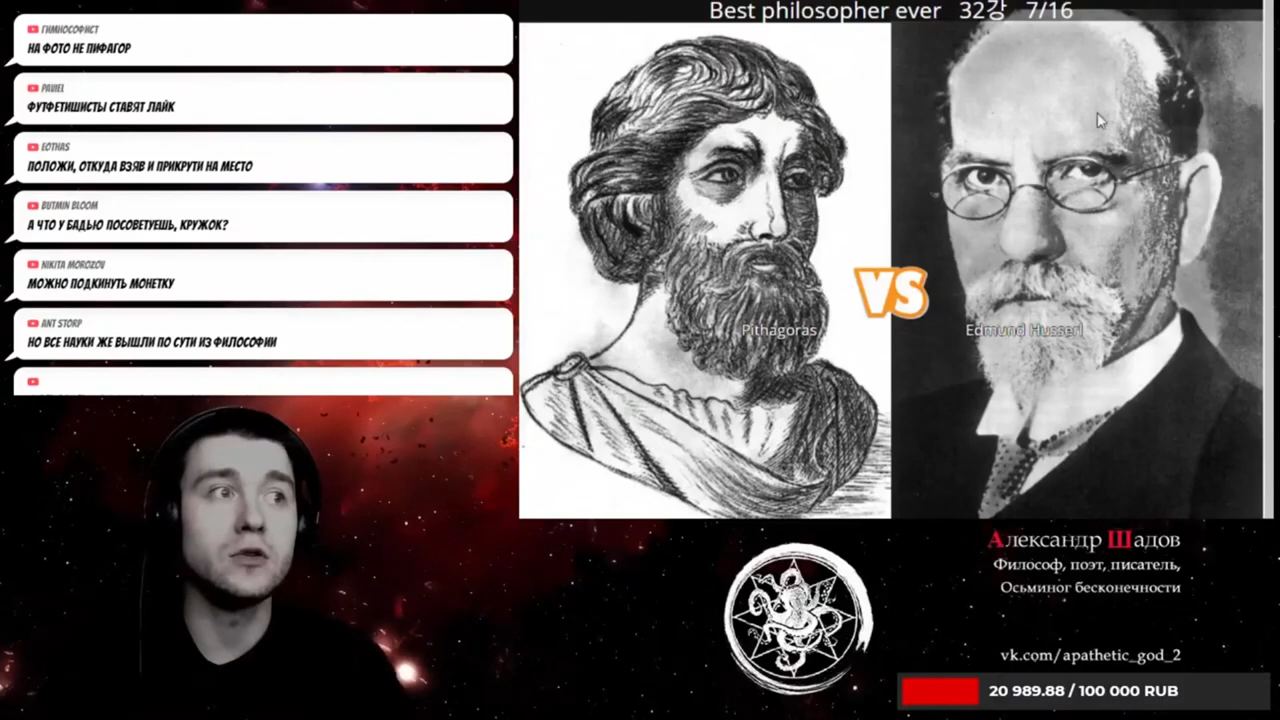 Best philosopher ever 32강 7/16
ГИМНОСОФИСТ
НА ФОТО НЕ ПИФАГОР
PAVEL
ФУТФЕТИШИСТЫ СТАВЯТ ЛАЙК
EOTHAS
ПОЛОЖИ, ОТКУДА ВЗЯВ И ПРИКРУТИ НА МЕСТО
BUTMIN BLOOM
А ЧТО У БАДЬЮ ПОСОВЕТУЕШЬ, КРУЖОК?
NIKITA MOROZOV
МОЖНО ПОДКИНУТЬ МОНЕТКУ
ANT STORP
НО ВСЕ НАУКИ ЖЕ ВЫШЛИ ПО СУТИ ИЗ ФИЛОСОФИИ
VS
Pithagoras
Edmund Husserl
Александр Шадов
Философ, поэт, писатель,
Осьминог бесконечности
vk.com/apathetic_god_2
20 989.88 / 100 000 RUB